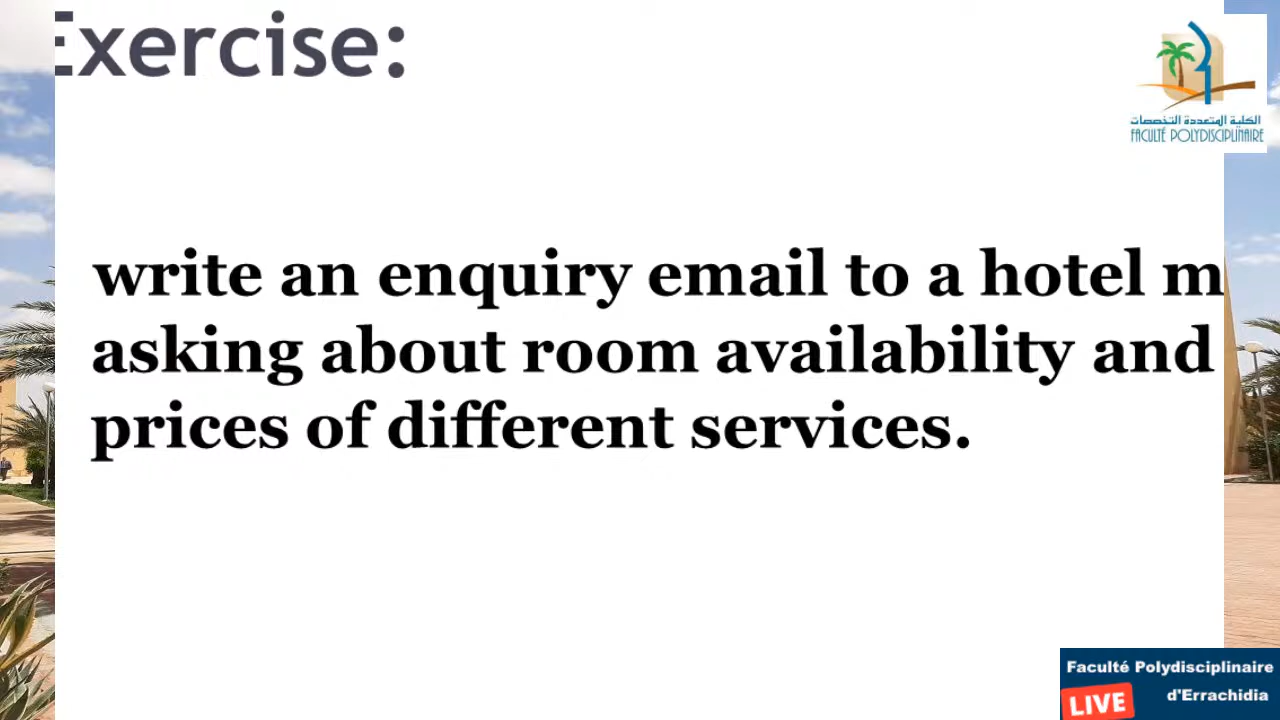 Exercise:
الكلية المتعددة التخصصات
FACULTÉ POLYDISCIPLINAIRE
write an enquiry email to a hotel m
asking about room availability and
prices of different services.
Faculté Polydisciplinaire
d'Errachidia
LIVE